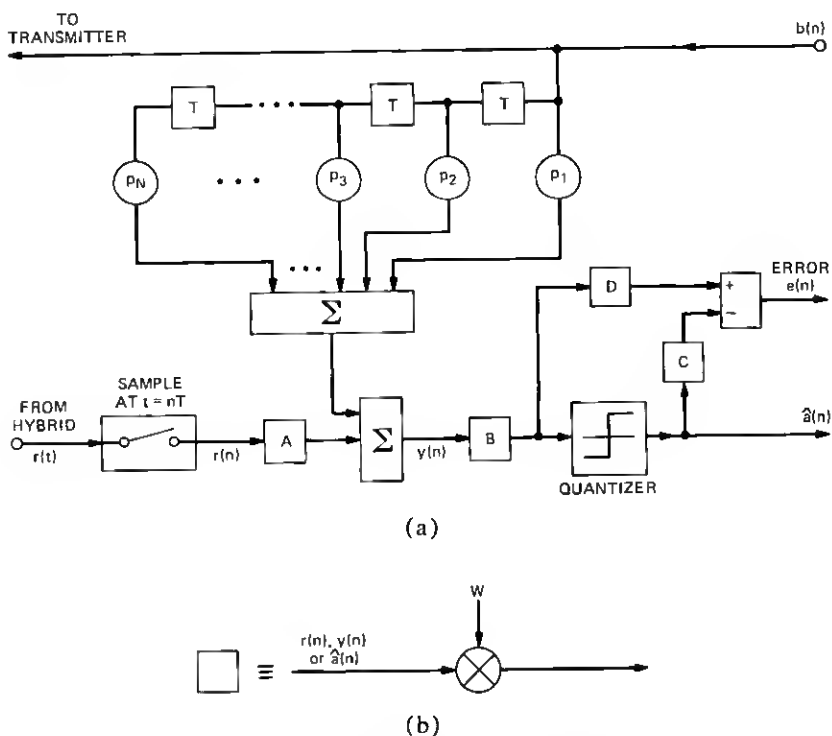 TO
TRANSMITTER
b(n)
T
T
T
p_N
p_3
p_2
p_1
Σ
D
ERROR
e(n)
+
−
C
FROM
HYBRID
r(t)
SAMPLE
AT t = nT
r(n)
A
Σ
y(n)
B
QUANTIZER
â(n)
(a)
W
≡
r(n), y(n)
or â(n)
(b)